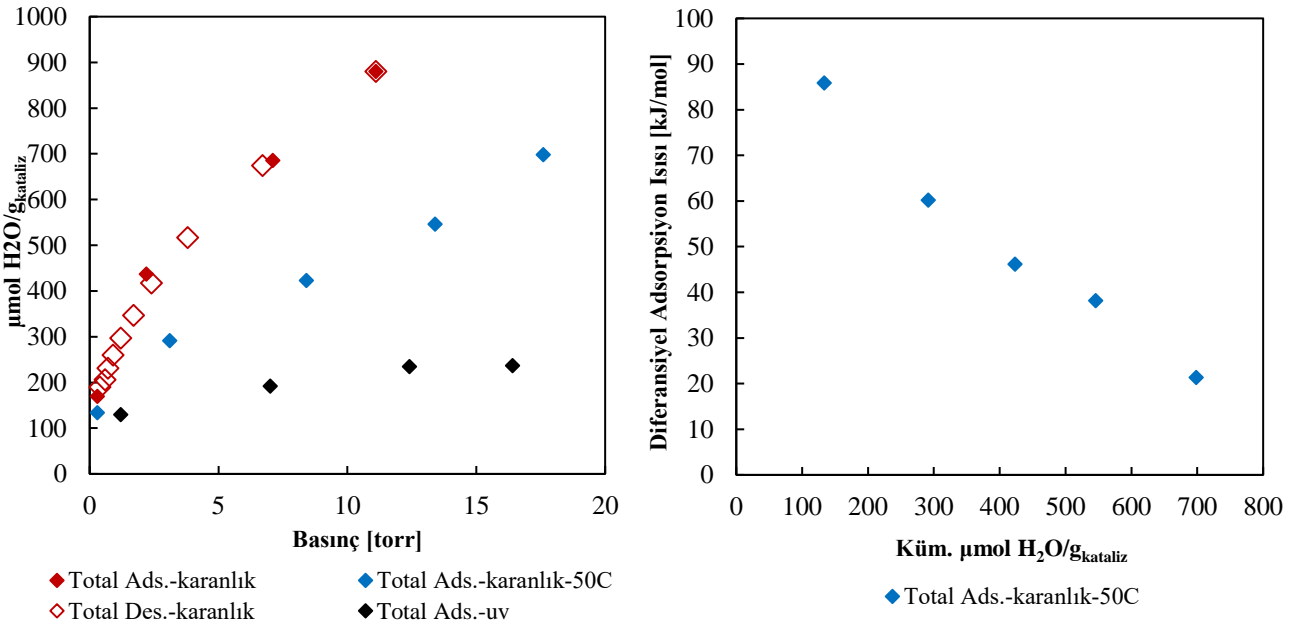 1000
900
800
700
600
500
400
300
200
100
0
µmol H2O/gkataliz
0 5 10 15 20
Basınç [torr]
Total Ads.-karanlık
Total Ads.-karanlık-50C
Total Des.-karanlık
Total Ads.-uv
100
90
80
70
60
50
40
30
20
10
0
Diferansiyel Adsorpsiyon Isısı [kJ/mol]
0 100 200 300 400 500 600 700 800
Küm. µmol H₂O/gkataliz
Total Ads.-karanlık-50C